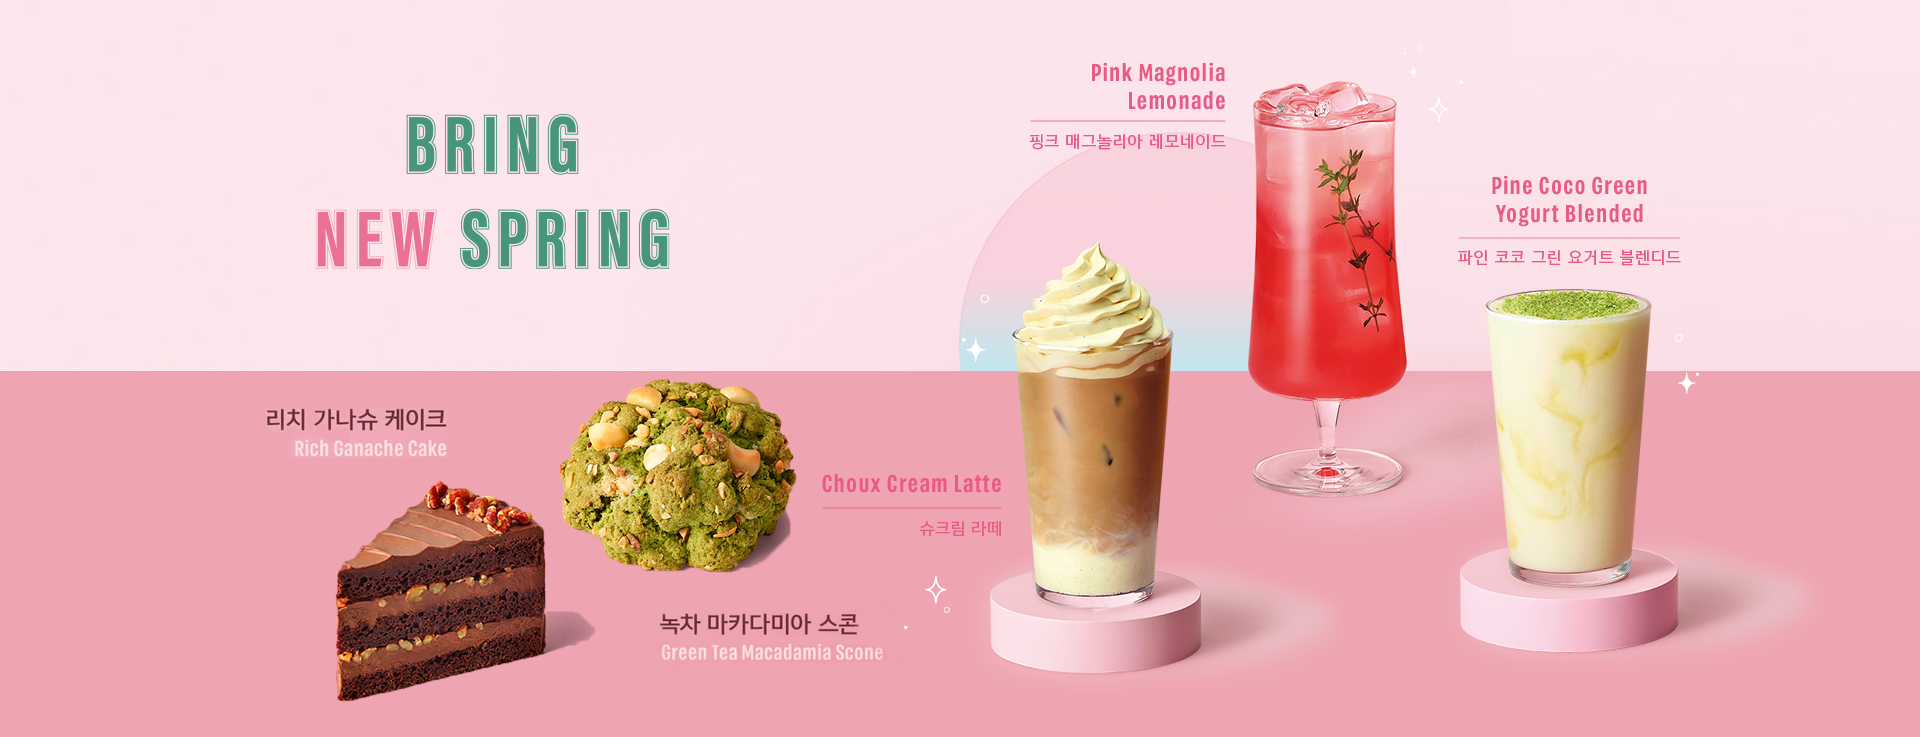 BRING
NEW SPRING
Pink Magnolia
Lemonade
핑크 매그놀리아 레모네이드
Pine Coco Green
Yogurt Blended
파인 코코 그린 요거트 블렌디드
리치 가나슈 케이크
Rich Ganache Cake
Choux Cream Latte
슈크림 라떼
녹차 마카다미아 스콘
Green Tea Macadamia Scone